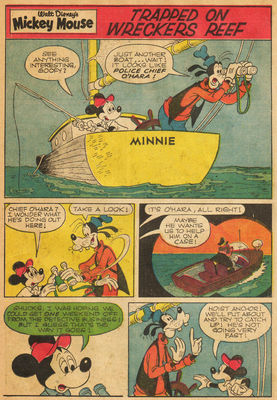 Walt Disney's
Mickey Mouse
TRAPPED ON
WRECKERS REEF
SEE
ANYTHING
INTERESTING,
GOOFY?
JUST ANOTHER
BOAT... WAIT!
IT LOOKS LIKE
POLICE CHIEF
O'HARA!
MINNIE
CHIEF O'HARA? I
WONDER WHAT
HE'S DOING OUT
HERE!
TAKE A LOOK!
IT'S O'HARA, ALL RIGHT!
MAYBE
HE WANTS
US TO HELP
HIM ON A
CASE!
SHUCKS, I WAS HOPING WE
COULD GET ONE WEEKEND OFF
FROM THE DETECTIVE BUSINESS!
BUT I GUESS THAT'S THE
WAY IT GOES!
HOIST ANCHOR!
WE'LL PUT ABOUT
AND TRY TO CATCH
UP! HE'S NOT
GOING VERY
FAST!